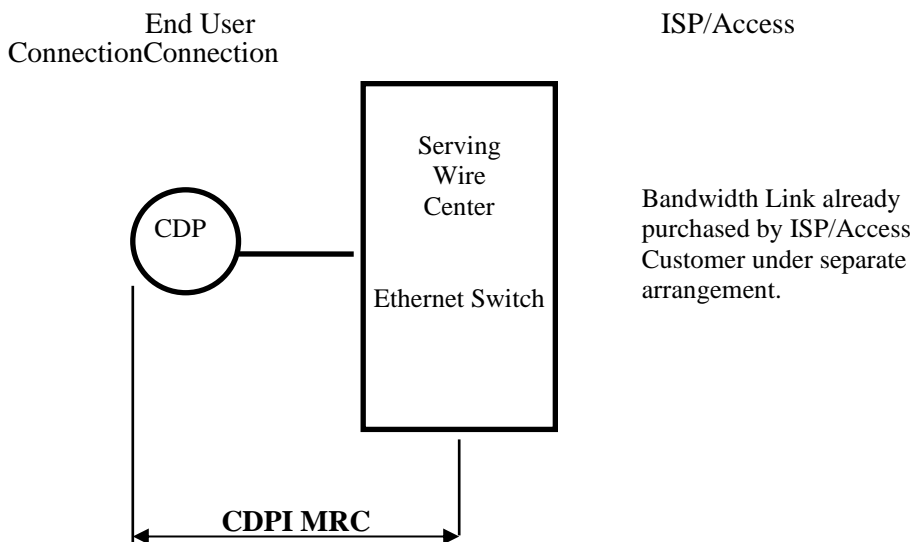 End User
ISP/Access
ConnectionConnection
Serving
Wire
Center
CDP
Ethernet Switch
Bandwidth Link already
purchased by ISP/Access
Customer under separate
arrangement.
CDPI MRC